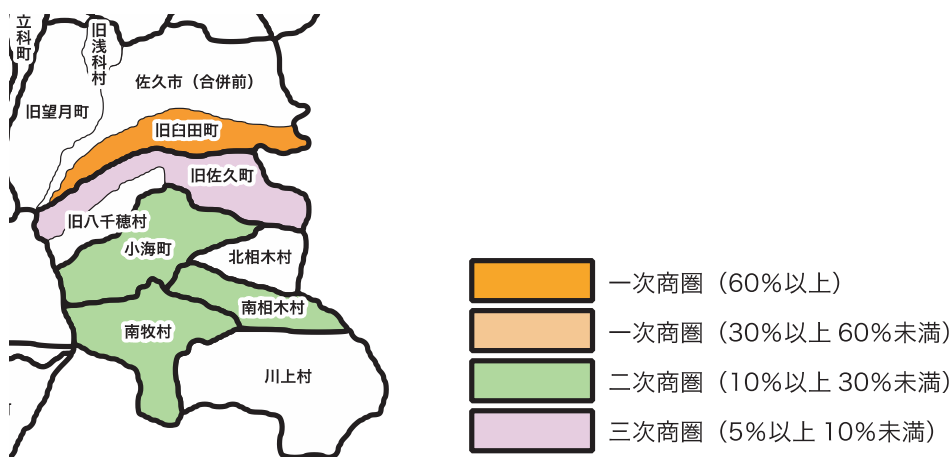 立科町
旧浅科村
佐久市（合併前）
旧望月町
旧臼田町
旧佐久町
旧八千穂村
小海町
北相木村
南相木村
南牧村
川上村
一次商圏（60％以上）
一次商圏（30％以上 60％未満）
二次商圏（10％以上 30％未満）
三次商圏（5％以上 10％未満）